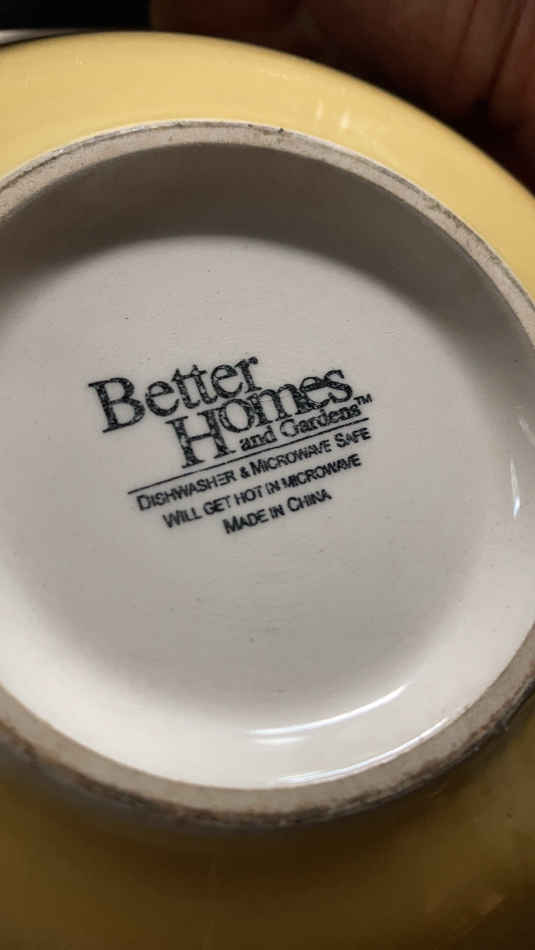 Better
Homes
and Gardens™
DISHWASHER & MICROWAVE SAFE
WILL GET HOT IN MICROWAVE
MADE IN CHINA